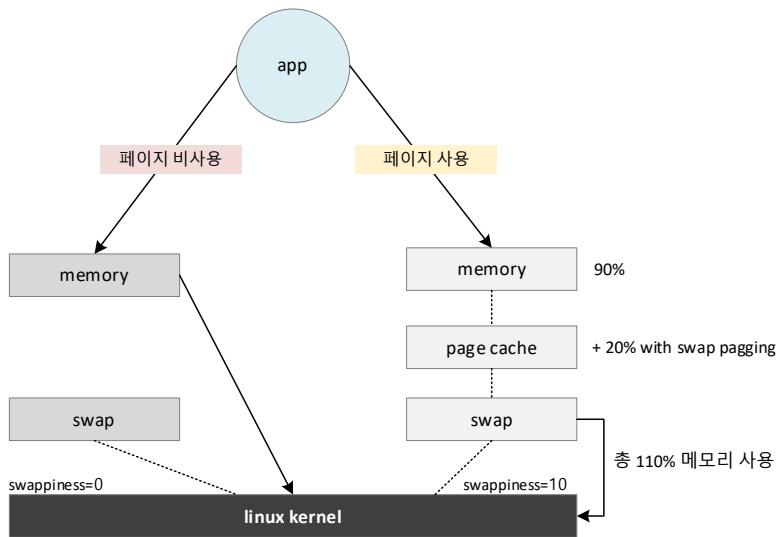 app
페이지 비사용
페이지 사용
memory
memory
90%
page cache
+ 20% with swap pagging
swap
swap
총 110% 메모리 사용
swappiness=0
swappiness=10
linux kernel